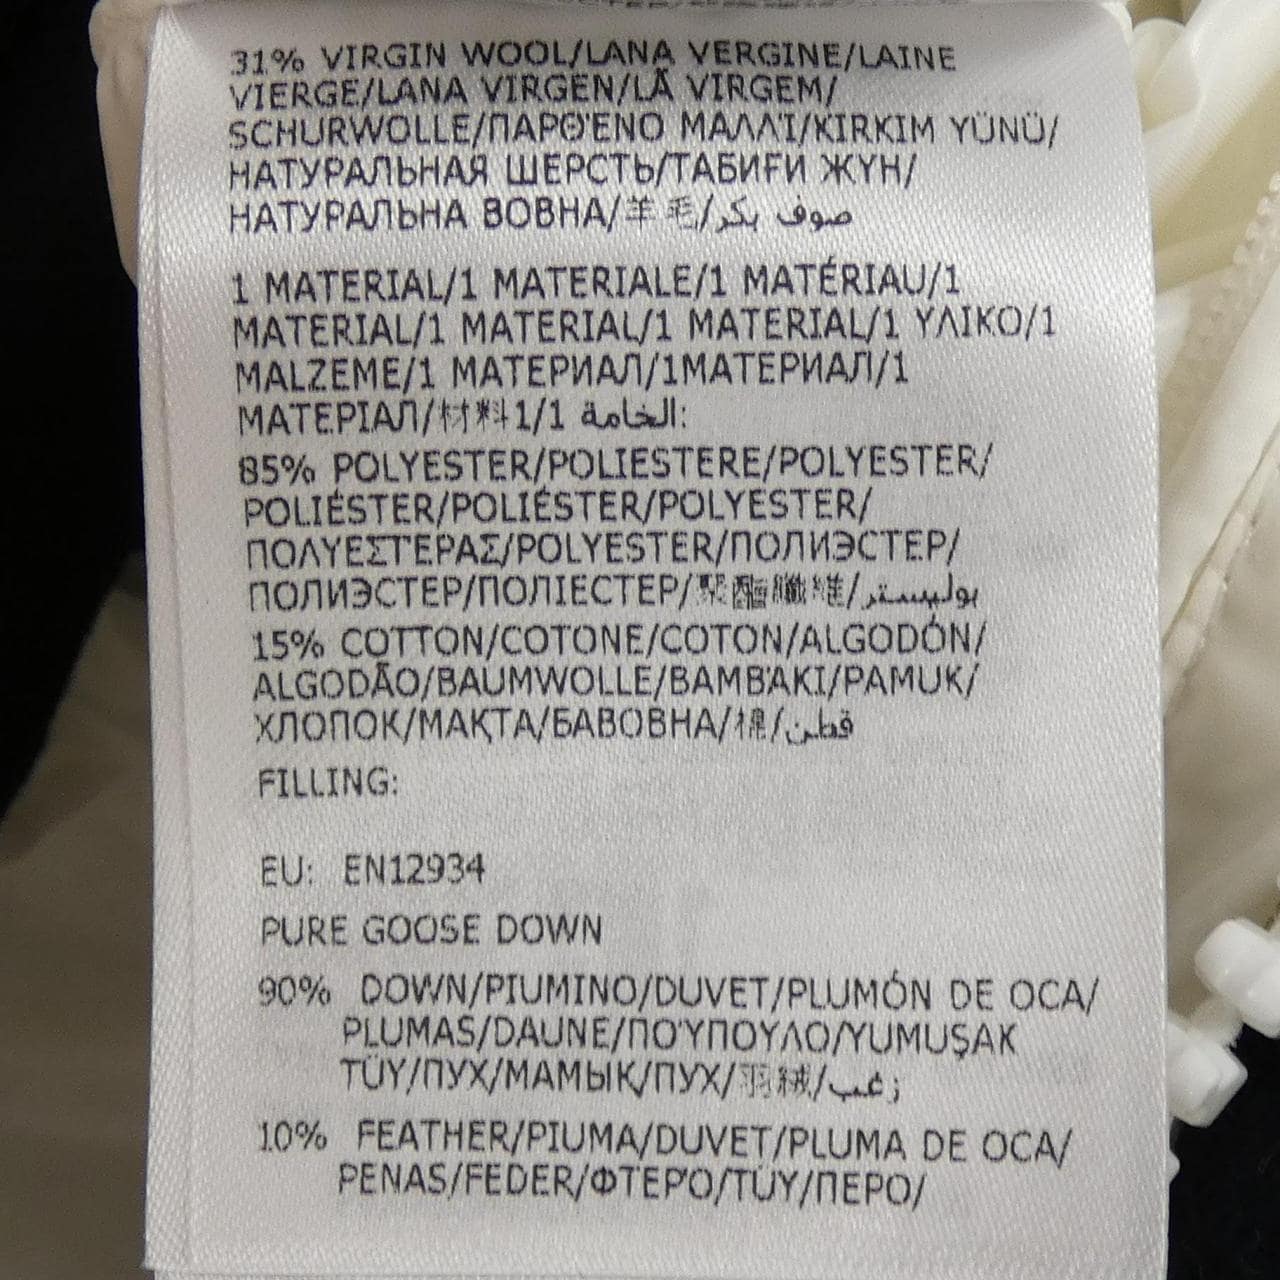 31% VIRGIN WOOL/LANA VERGINE/LAINE
VIERGE/LANA VIRGEN/LÃ VIRGEM/
SCHURWOLLE/ΠΑΡΘΈΝΟ ΜΑΛΛΊ/KIRKIM YÜNÜ/
НАТУРАЛЬНАЯ ШЕРСТЬ/ТАБИҒИ ЖҮН/
НАТУРАЛЬНА ВОВНА/羊毛/صوف بكر
1 MATERIAL/1 MATERIALE/1 MATÉRIAU/1
MATERIAL/1 MATERIAL/1 MATERIAL/1 ΥΛΙΚΟ/1
MALZEME/1 МАТЕРИАЛ/1МАТЕРИАЛ/1
МАТЕРІАЛ/材料1/1 الخامة:
85% POLYESTER/POLIESTERE/POLYESTER/
POLIÉSTER/POLIÉSTER/POLYESTER/
ΠΟΛΥΕΣΤΕΡΑΣ/POLYESTER/ПОЛИЭСТЕР/
ПОЛИЭСТЕР/ПОЛІЕСТЕР/聚酯纖維/بوليستر
15% COTTON/COTONE/COTON/ALGODÓN/
ALGODÃO/BAUMWOLLE/ΒΑΜΒΆΚΙ/PAMUK/
ХЛОПОК/МАҚТА/БАВОВНА/棉/قطن
FILLING:
EU: EN12934
PURE GOOSE DOWN
90% DOWN/PIUMINO/DUVET/PLUMÓN DE OCA/
PLUMAS/DAUNE/ΠΟΎΠΟΥΛΟ/YUMUŞAK
TÜY/ПУХ/МАМЫҚ/ПУХ/羽絨/زغب
10% FEATHER/PIUMA/DUVET/PLUMA DE OCA/
PENAS/FEDER/ΦΤΕΡΌ/TÜY/ПЕРО/